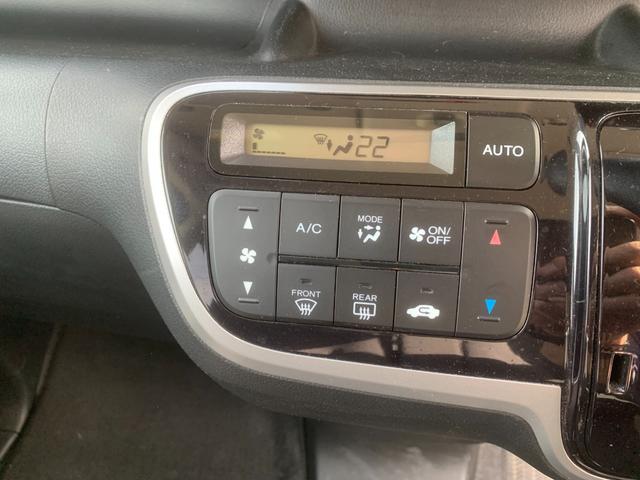 22
AUTO
A/C
MODE
ON/
OFF
FRONT
REAR